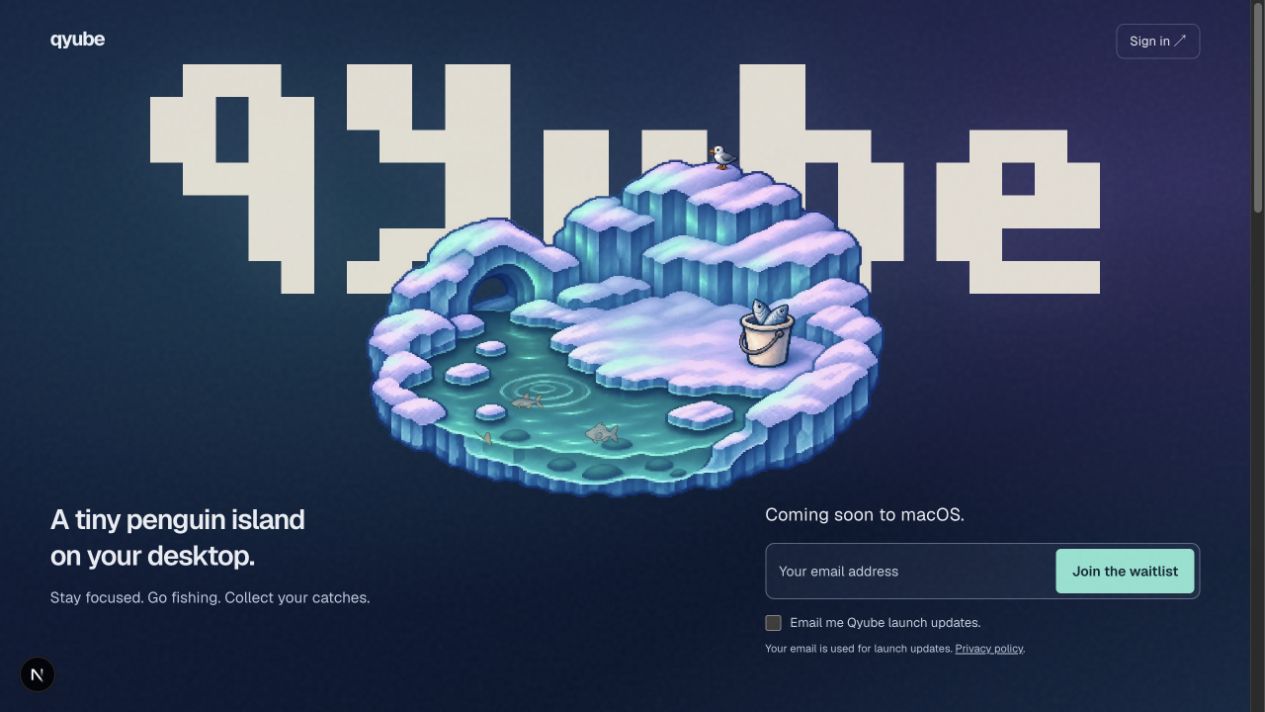 qyube
Sign in ↗
qyube
A tiny penguin island
on your desktop.
Stay focused. Go fishing. Collect your catches.
Coming soon to macOS.
Your email address
Join the waitlist
Email me Qyube launch updates.
Your email is used for launch updates. Privacy policy.
N